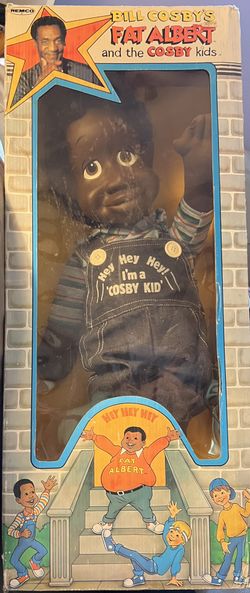 REMCO
BILL COSBY'S
FAT ALBERT
and the COSBY kids
Hey Hey Hey!
I'm a
'COSBY KID'
HEY HEY HEY
FAT
ALBERT